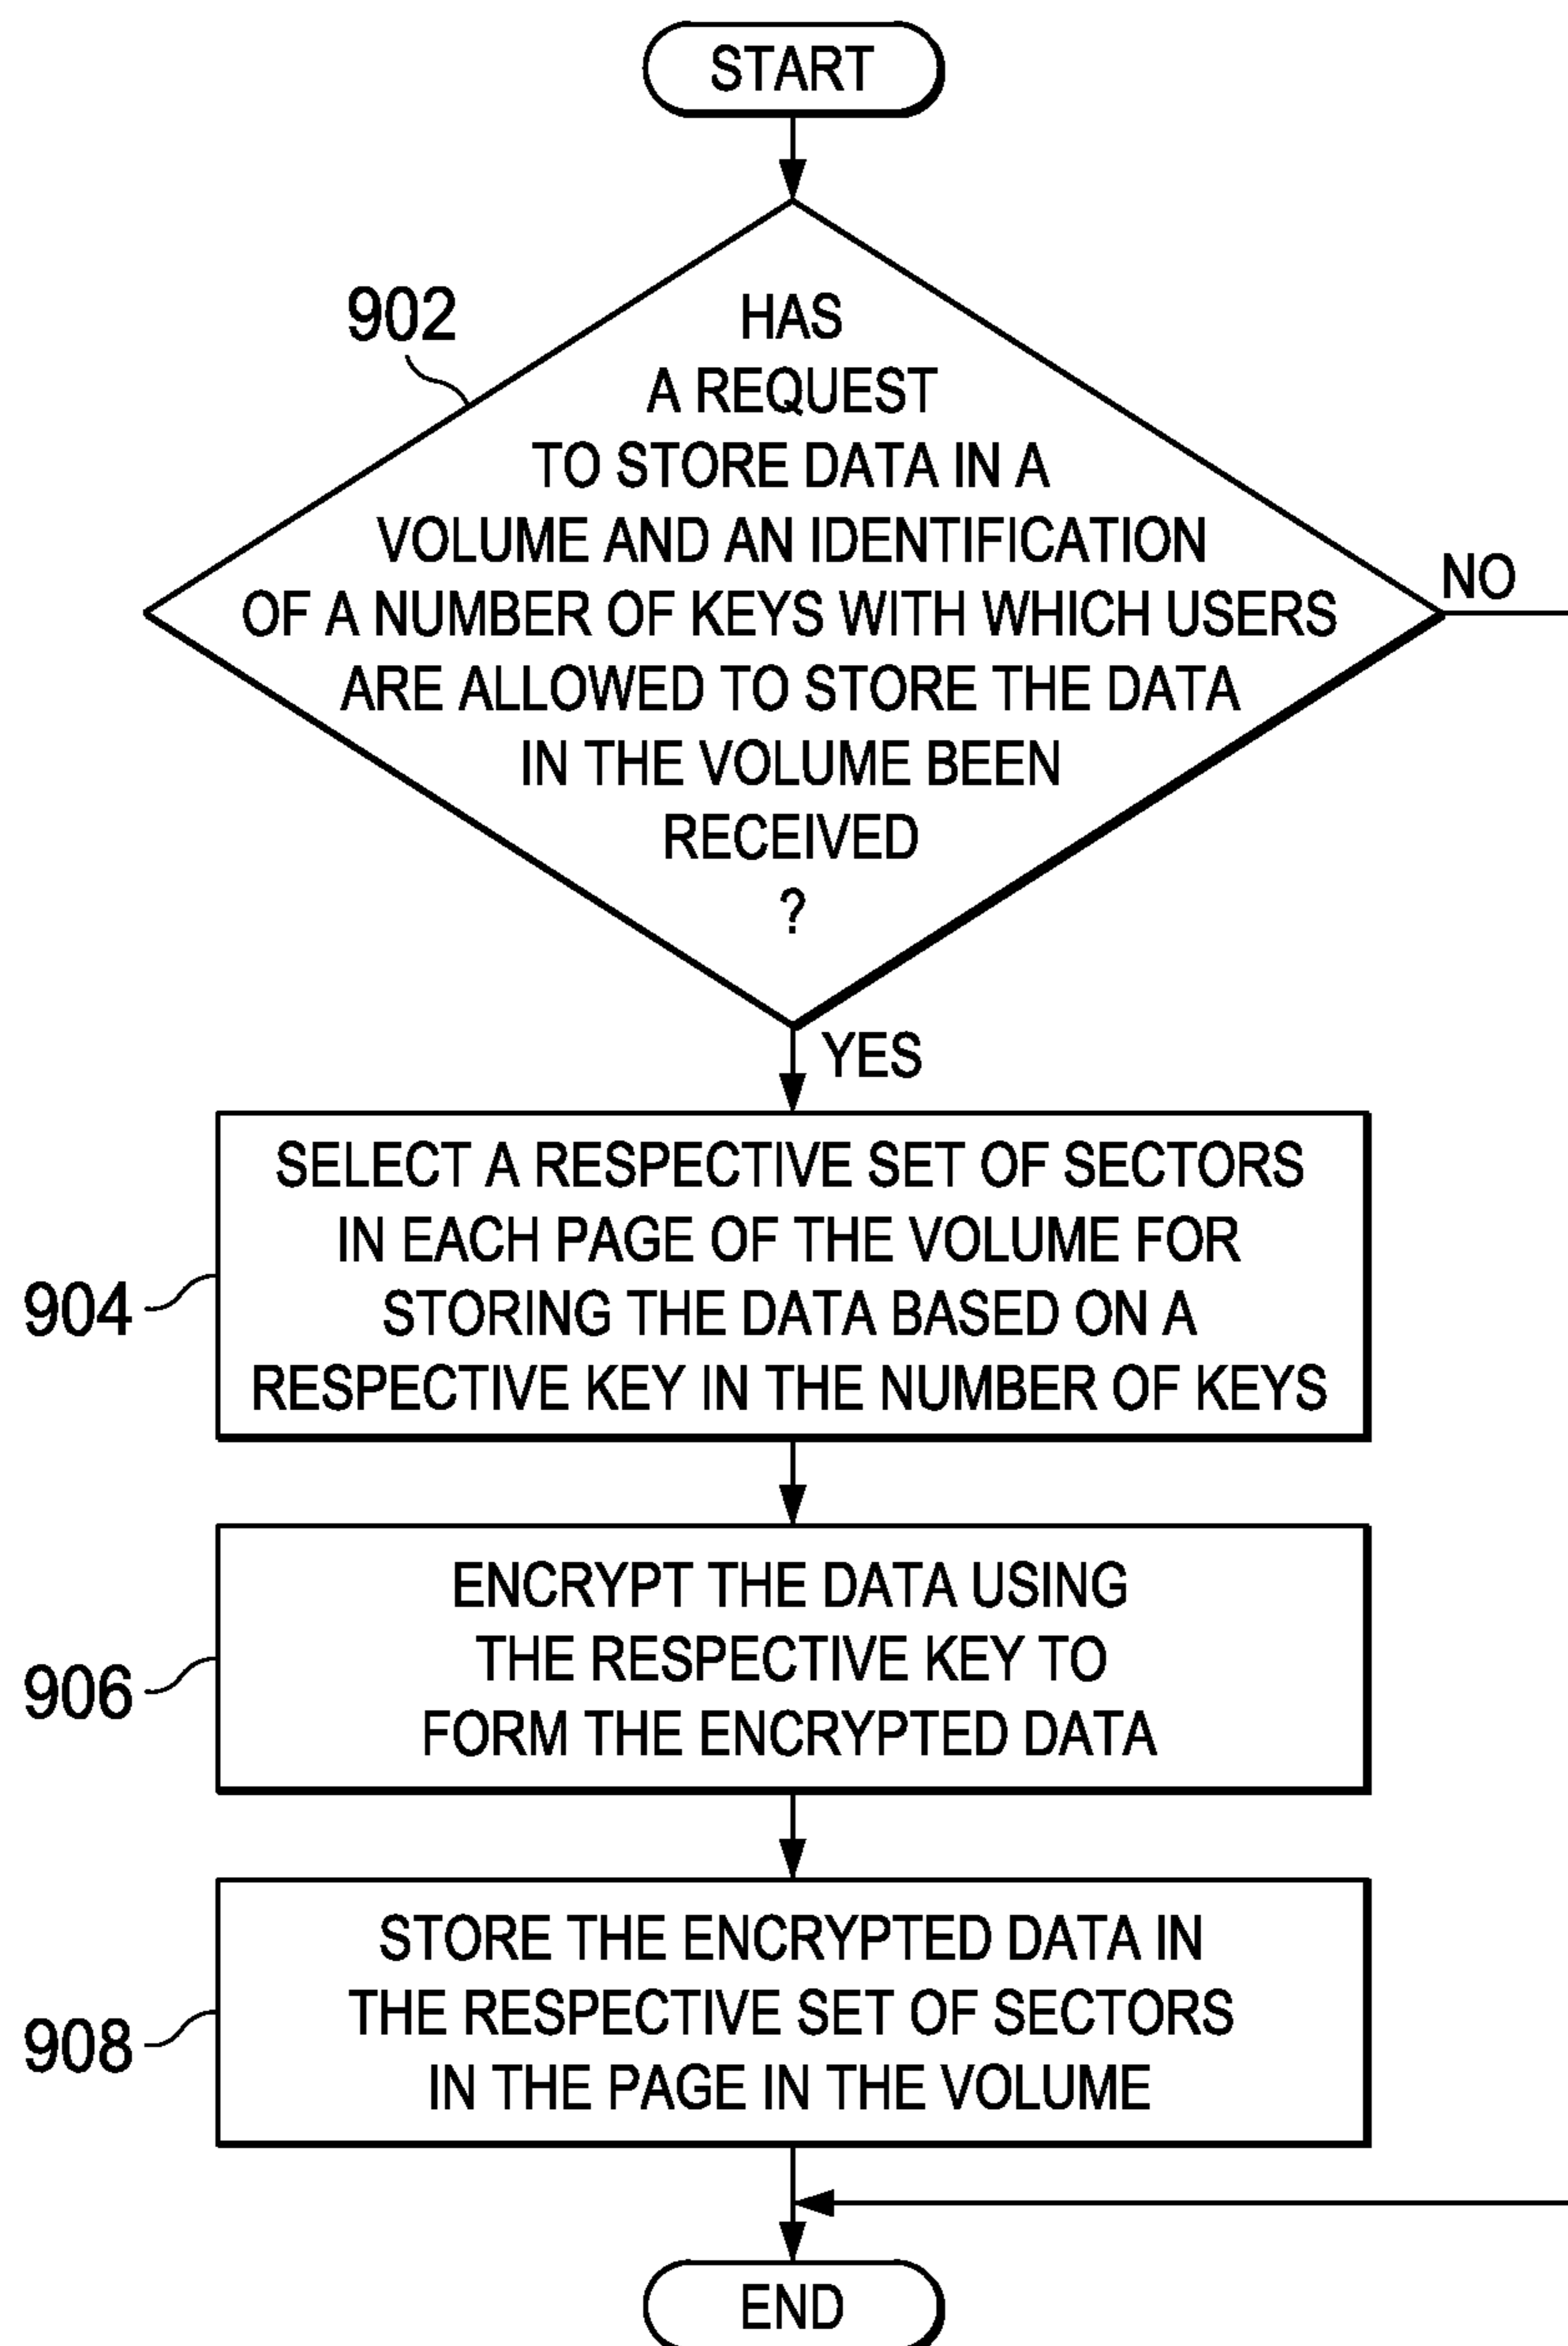 START
902
HAS
A REQUEST
TO STORE DATA IN A
VOLUME AND AN IDENTIFICATION
OF A NUMBER OF KEYS WITH WHICH USERS
ARE ALLOWED TO STORE THE DATA
IN THE VOLUME BEEN
RECEIVED
?
NO
YES
904
SELECT A RESPECTIVE SET OF SECTORS
IN EACH PAGE OF THE VOLUME FOR
STORING THE DATA BASED ON A
RESPECTIVE KEY IN THE NUMBER OF KEYS
906
ENCRYPT THE DATA USING
THE RESPECTIVE KEY TO
FORM THE ENCRYPTED DATA
908
STORE THE ENCRYPTED DATA IN
THE RESPECTIVE SET OF SECTORS
IN THE PAGE IN THE VOLUME
END